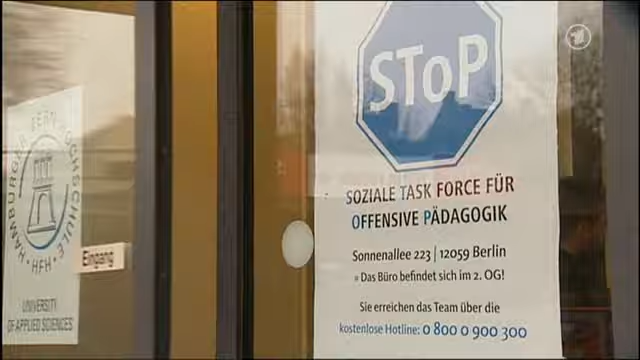 HAMBURGER FERN-HOCHSCHULE
· HFH ·
UNIVERSITY
OF APPLIED SCIENCES
Eingang
SToP
SOZIALE TASK FORCE FÜR
OFFENSIVE PÄDAGOGIK
Sonnenallee 223 | 12059 Berlin
» Das Büro befindet sich im 2. OG!
Sie erreichen das Team über die
kostenlose Hotline: 0 800 0 900 300